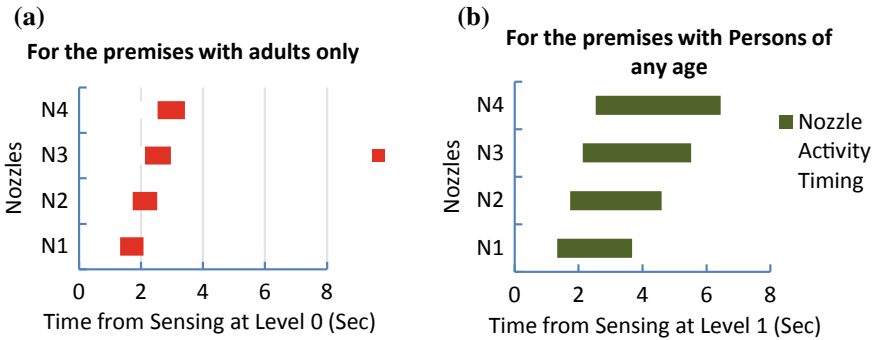 (a)
For the premises with adults only
N4
N3
N2
N1
Nozzles
0 2 4 6 8
Time from Sensing at Level 0 (Sec)
(b)
For the premises with Persons of
any age
N4
N3
N2
N1
Nozzles
0 2 4 6 8
Time from Sensing at Level 1 (Sec)
Nozzle
Activity
Timing